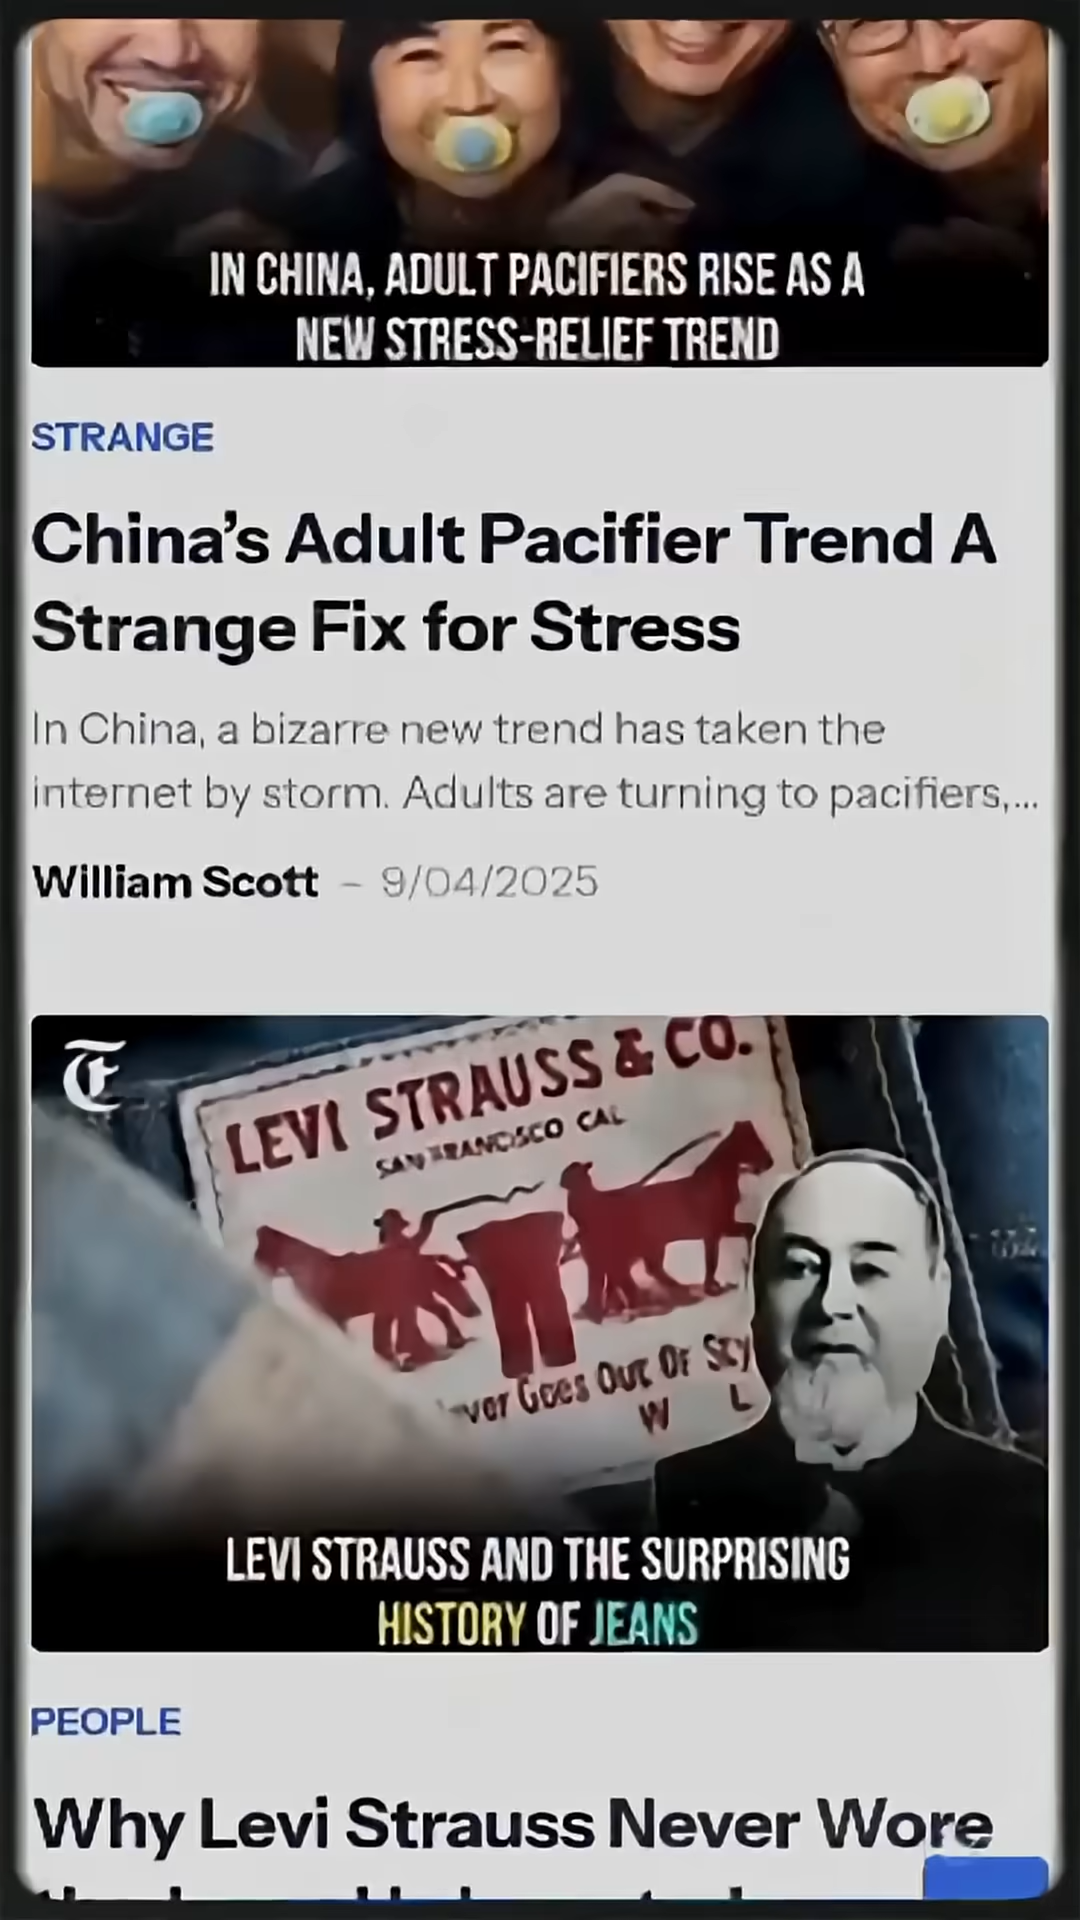 IN CHINA, ADULT PACIFIERS RISE AS A
NEW STRESS-RELIEF TREND
STRANGE
China’s Adult Pacifier Trend A
Strange Fix for Stress
In China, a bizarre new trend has taken the
internet by storm. Adults are turning to pacifiers,...
William Scott – 9/04/2025
T
LEVI STRAUSS & CO.
SAN FRANCISCO CAL
Goes Out Of
W L
LEVI STRAUSS AND THE SURPRISING
HISTORY OF JEANS
PEOPLE
Why Levi Strauss Never Wore